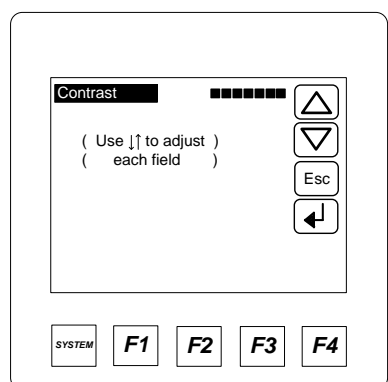 Contrast
( Use ↓↑ to adjust )
( each field )
Esc
SYSTEM F1 F2 F3 F4